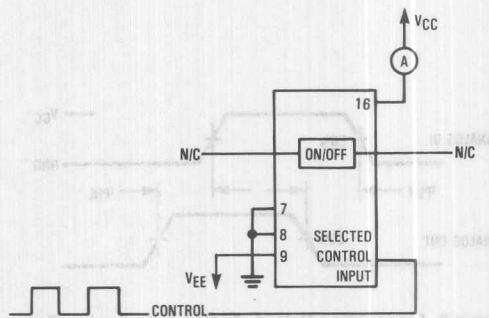 VCC
A
16
N/C
ON/OFF
N/C
7
8
SELECTED
9
CONTROL
INPUT
VEE
CONTROL